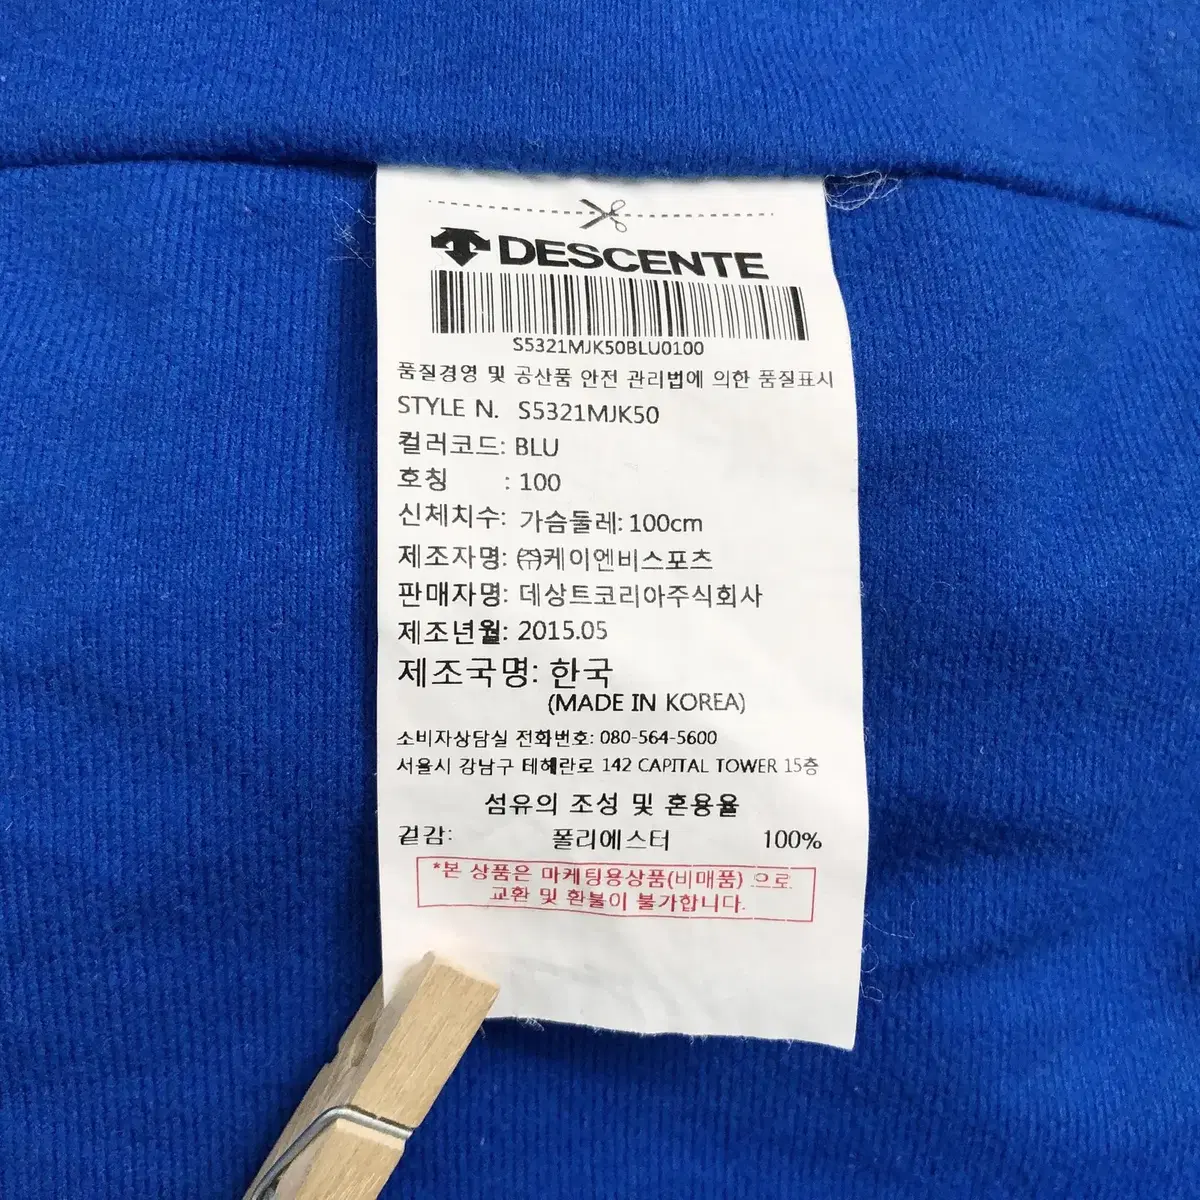 DESCENTE
S5321MJK50BLU0100
품질경영 및 공산품 안전 관리법에 의한 품질표시
STYLE N. S5321MJK50
컬러코드: BLU
호칭 : 100
신체치수: 가슴둘레: 100cm
제조자명: ㈜케이엔비스포츠
판매자명: 데상트코리아주식회사
제조년월: 2015.05
제조국명: 한국
(MADE IN KOREA)
소비자상담실 전화번호: 080-564-5600
서울시 강남구 테헤란로 142 CAPITAL TOWER 15층
섬유의 조성 및 혼용율
겉감: 폴리에스터 100%
*본 상품은 마케팅용상품(비매품) 으로
교환 및 환불이 불가합니다.